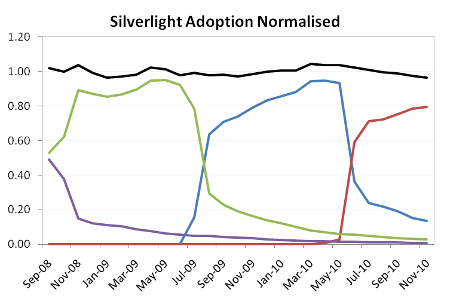 Silverlight Adoption Normalised
1.20
1.00
0.80
0.60
0.40
0.20
0.00
Sep-08
Nov-08
Jan-09
Mar-09
May-09
Jul-09
Sep-09
Nov-09
Jan-10
Mar-10
May-10
Jul-10
Sep-10
Nov-10